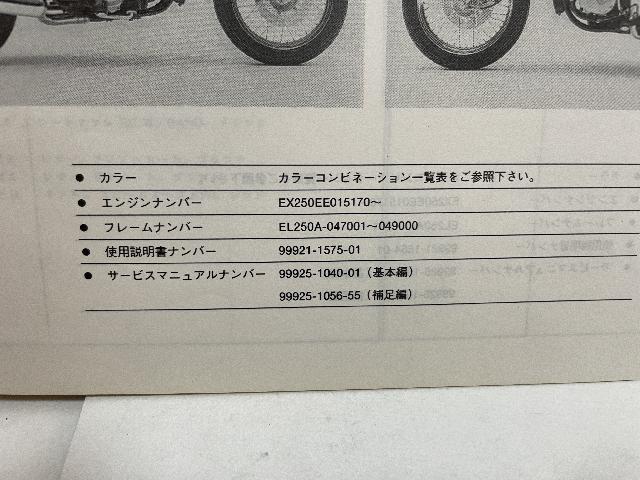 ● カラー カラーコンビネーション一覧表をご参照下さい。
● エンジンナンバー EX250EE015170～
● フレームナンバー EL250A-047001～049000
● 使用説明書ナンバー 99921-1575-01
● サービスマニュアルナンバー 99925-1040-01（基本編）
99925-1056-55（補足編）